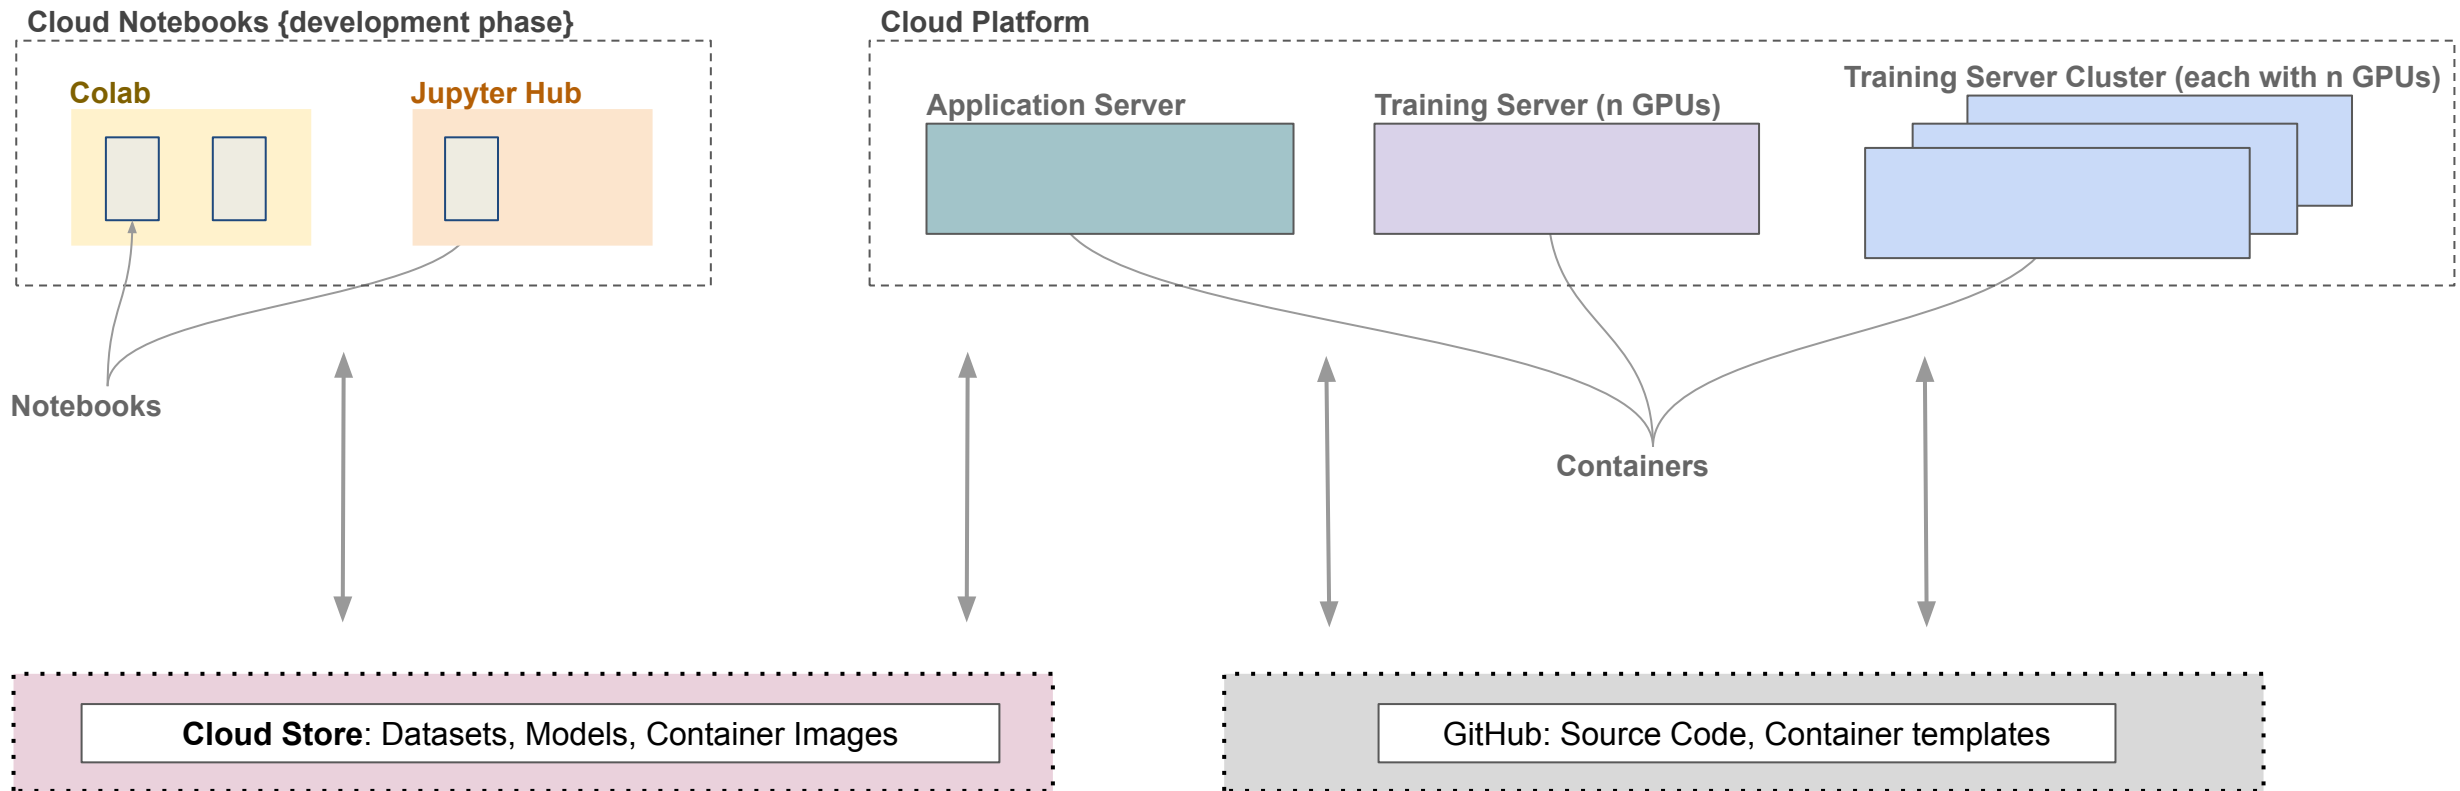 Cloud Notebooks {development phase}
Cloud Platform
Colab
Jupyter Hub
Application Server
Training Server (n GPUs)
Training Server Cluster (each with n GPUs)
Notebooks
Containers
Cloud Store: Datasets, Models, Container Images
GitHub: Source Code, Container templates